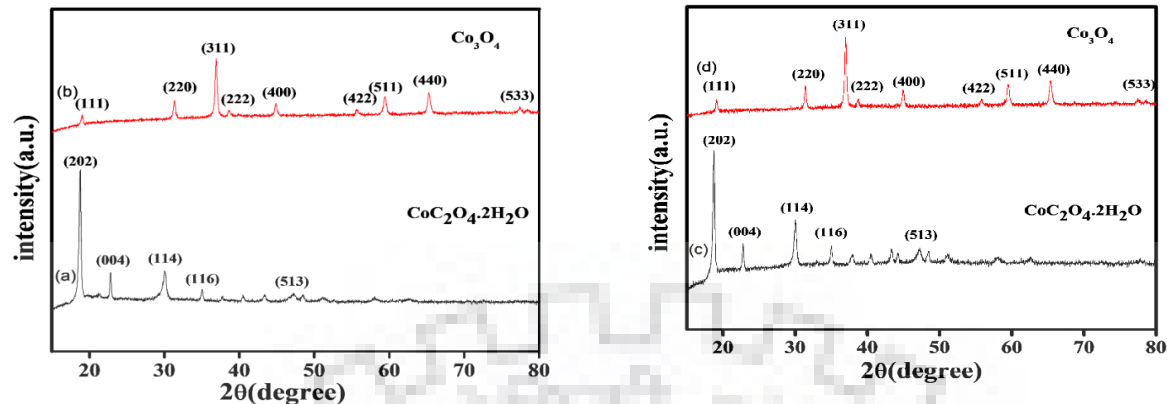 Co3O4
(311)
(b)
(111)
(220)
(222)
(400)
(422)
(511)
(440)
(533)
(202)
CoC2O4.2H2O
(a)
(004)
(114)
(116)
(513)
intensity(a.u.)
20 30 40 50 60 70 80
2θ(degree)
Co3O4
(311)
(d)
(111)
(220)
(222)
(400)
(422)
(511)
(440)
(533)
(202)
CoC2O4.2H2O
(c)
(004)
(114)
(116)
(513)
intensity(a.u.)
20 30 40 50 60 70 80
2θ(degree)